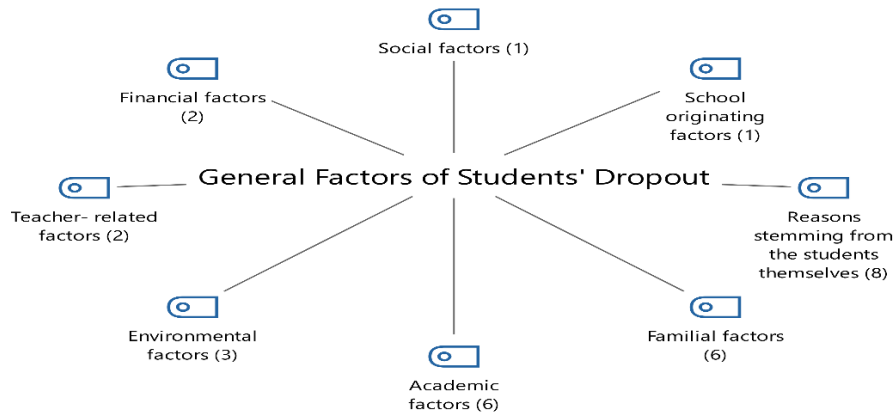 Social factors (1)
Financial factors
(2)
School
originating
factors (1)
General Factors of Students' Dropout
Teacher- related
factors (2)
Reasons
stemming from
the students
themselves (8)
Environmental
factors (3)
Familial factors
(6)
Academic
factors (6)